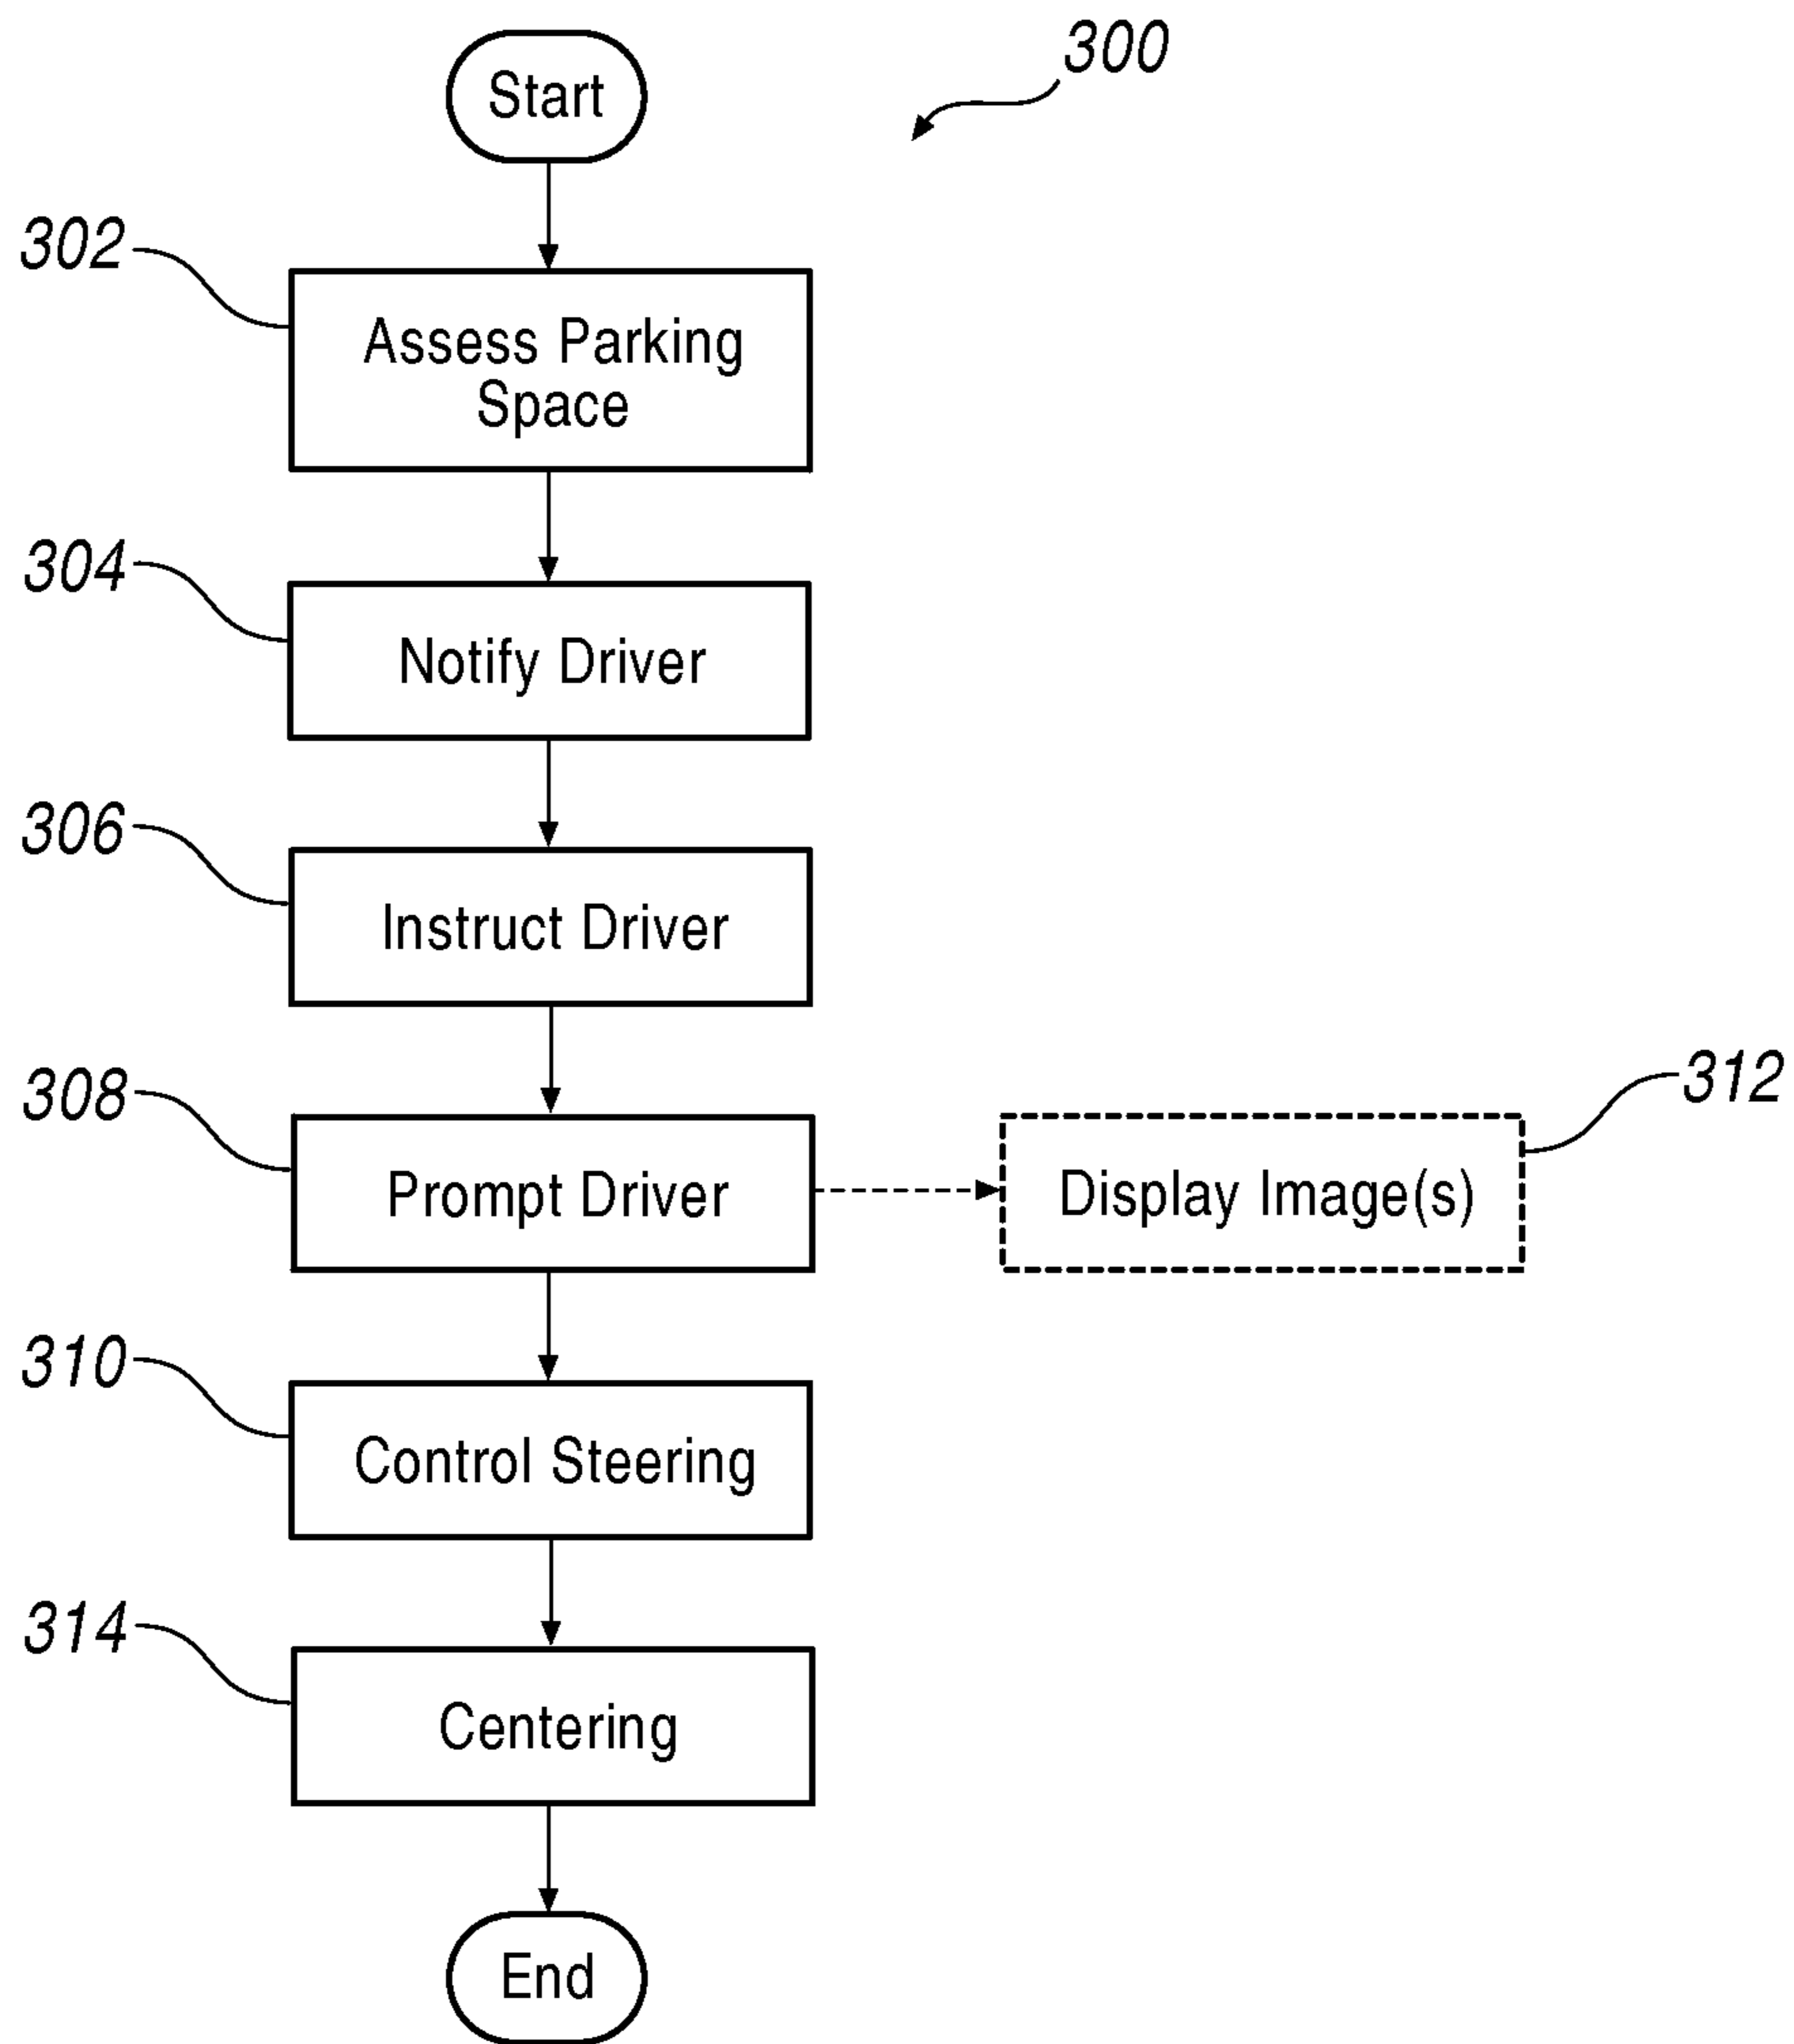 Start
300
302
Assess Parking
Space
304
Notify Driver
306
Instruct Driver
308
Prompt Driver
312
Display Image(s)
310
Control Steering
314
Centering
End